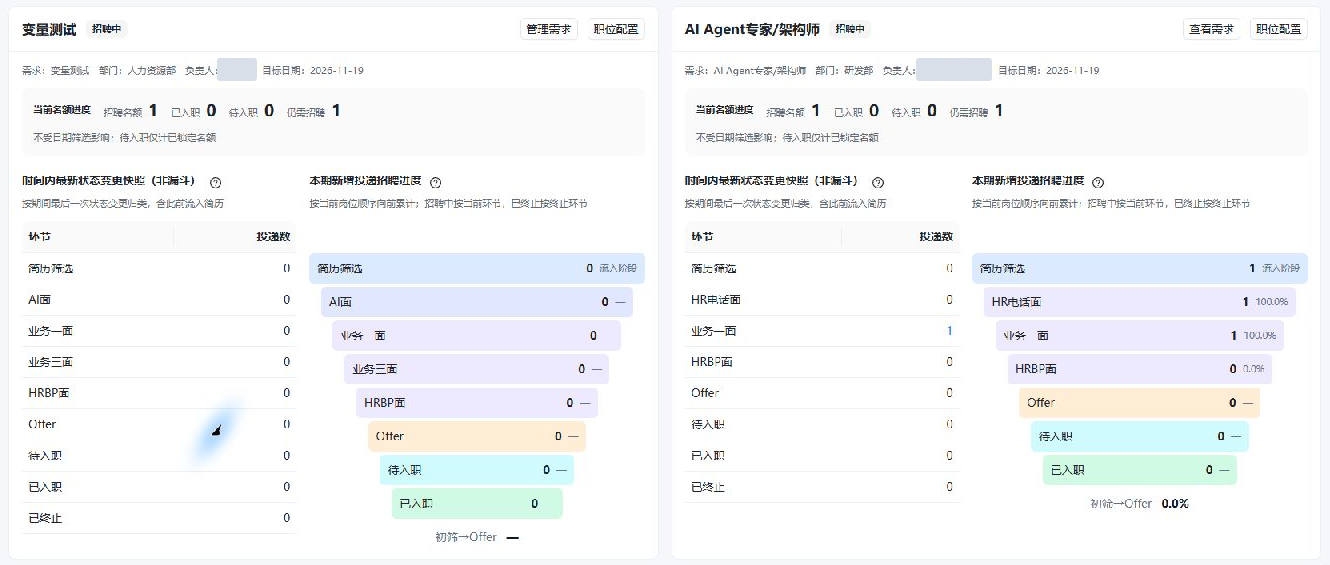 变量测试 招聘中 管理需求 职位配置
需求：变量测试 部门：人力资源部 负责人： 目标日期：2026-11-19
当前名额进度 招聘名额 1 已入职 0 待入职 0 仍需招聘 1
不受日期筛选影响；待入职仅计已锁定名额
时间内最新状态变更快照（非漏斗）
按期间最后一次状态变更归类，含此前流入简历
环节 投递数
简历筛选 0
AI面 0
业务一面 0
业务三面 0
HRBP面 0
Offer 0
待入职 0
已入职 0
已终止 0
本期新增投递招聘进度
按当前岗位顺序向前累计；招聘中按当前环节，已终止按终止环节
简历筛选 0 流入阶段
AI面 0 —
业务一面 0
业务三面 0 —
HRBP面 0 —
Offer 0 —
待入职 0 —
已入职 0
初筛→Offer —
AI Agent专家/架构师 招聘中 查看需求 职位配置
需求：AI Agent专家/架构师 部门：研发部 负责人： 目标日期：2026-11-19
当前名额进度 招聘名额 1 已入职 0 待入职 0 仍需招聘 1
不受日期筛选影响；待入职仅计已锁定名额
时间内最新状态变更快照（非漏斗）
按期间最后一次状态变更归类，含此前流入简历
环节 投递数
简历筛选 0
HR电话面 0
业务一面 1
HRBP面 0
Offer 0
待入职 0
已入职 0
已终止 0
本期新增投递招聘进度
按当前岗位顺序向前累计；招聘中按当前环节，已终止按终止环节
简历筛选 1 流入阶段
HR电话面 1 100.0%
业务一面 1 100.0%
HRBP面 0 0.0%
Offer 0 —
待入职 0 —
已入职 0 —
初筛→Offer 0.0%